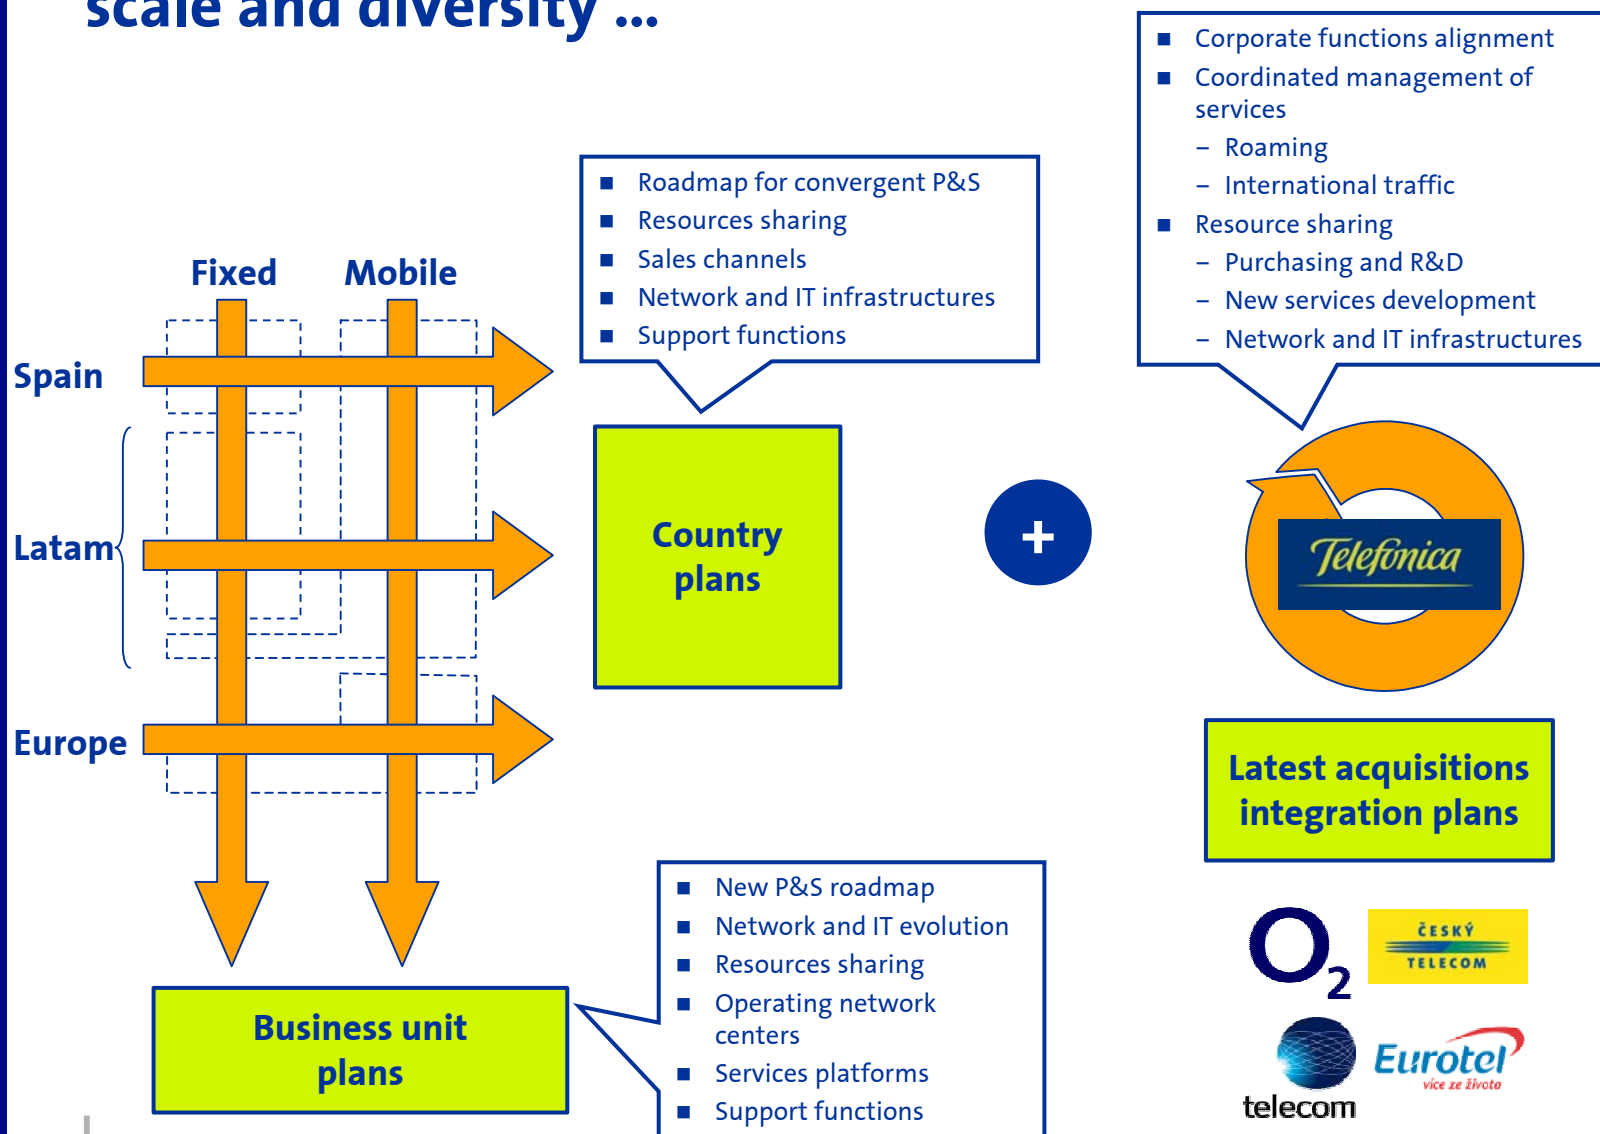 scale and diversity ...
■ Corporate functions alignment
■ Coordinated management of
services
– Roaming
– International traffic
■ Resource sharing
– Purchasing and R&D
– New services development
– Network and IT infrastructures
■ Roadmap for convergent P&S
■ Resources sharing
■ Sales channels
■ Network and IT infrastructures
■ Support functions
Fixed Mobile
Spain
Latam
Europe
Country
plans
+
Telefónica
Latest acquisitions
integration plans
Business unit
plans
■ New P&S roadmap
■ Network and IT evolution
■ Resources sharing
■ Operating network
centers
■ Services platforms
■ Support functions
O2
ČESKÝ
TELECOM
telecom
Eurotel
více ze života